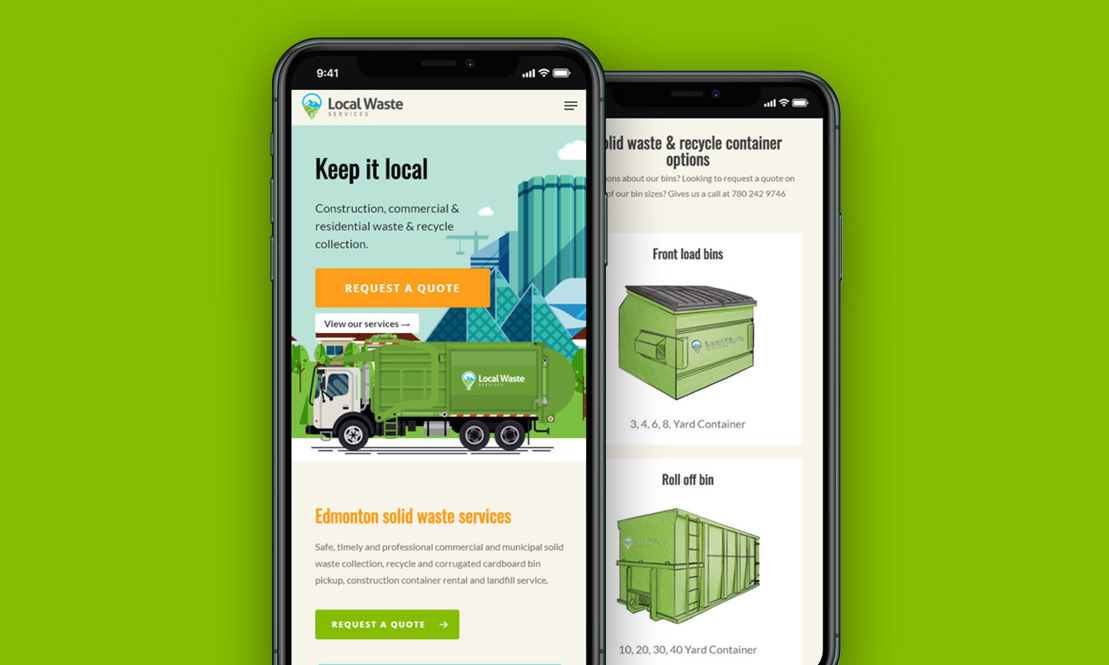 9:41
Local Waste
SERVICES
Keep it local
Construction, commercial &
residential waste & recycle
collection.
REQUEST A QUOTE
View our services →
Local Waste
SERVICES
Edmonton solid waste services
Safe, timely and professional commercial and municipal solid
waste collection, recycle and corrugated cardboard bin
pickup, construction container rental and landfill service.
REQUEST A QUOTE →
olid waste & recycle container
options
ions about our bins? Looking to request a quote on
of our bin sizes? Gives us a call at 780 242 9746
Front load bins
Local Waste
3, 4, 6, 8, Yard Container
Roll off bin
10, 20, 30, 40 Yard Container